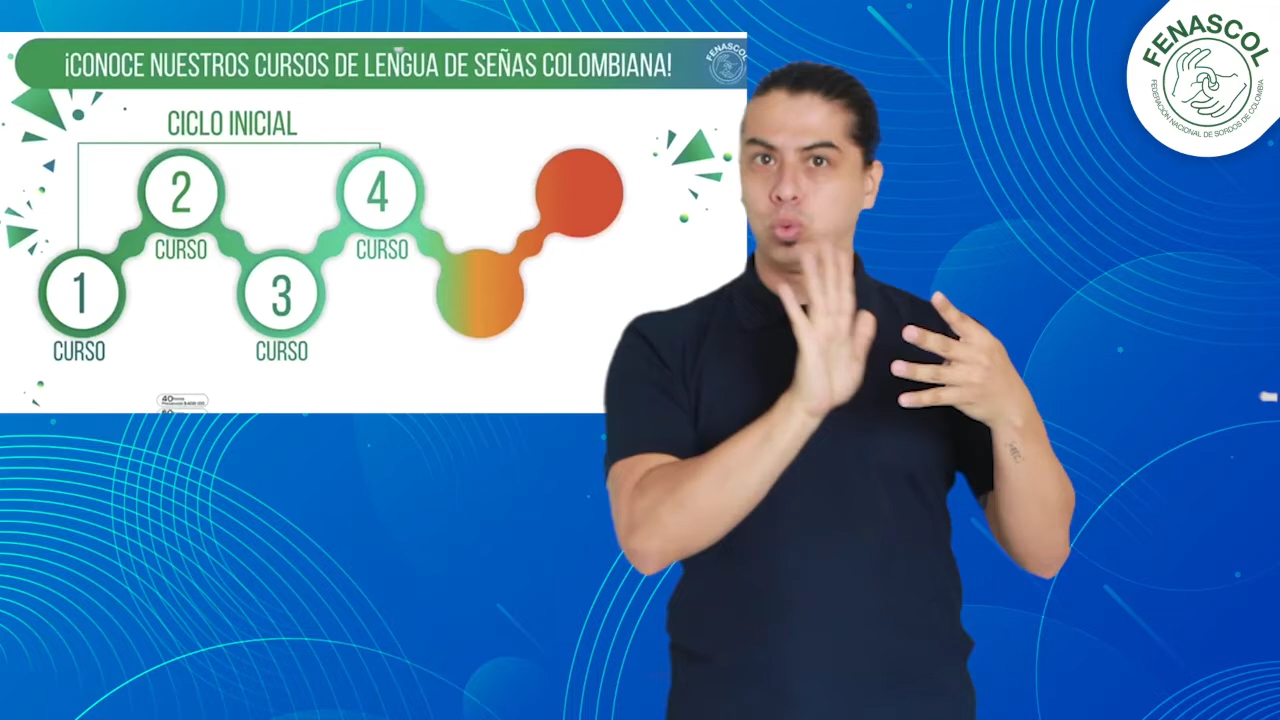 ¡CONOCE NUESTROS CURSOS DE LENGUA DE SEÑAS COLOMBIANA!
FENASCOL
CICLO INICIAL
2
4
CURSO
CURSO
1
3
CURSO
CURSO
40
FENASCOL
FEDERACIÓN NACIONAL DE SORDOS DE COLOMBIA